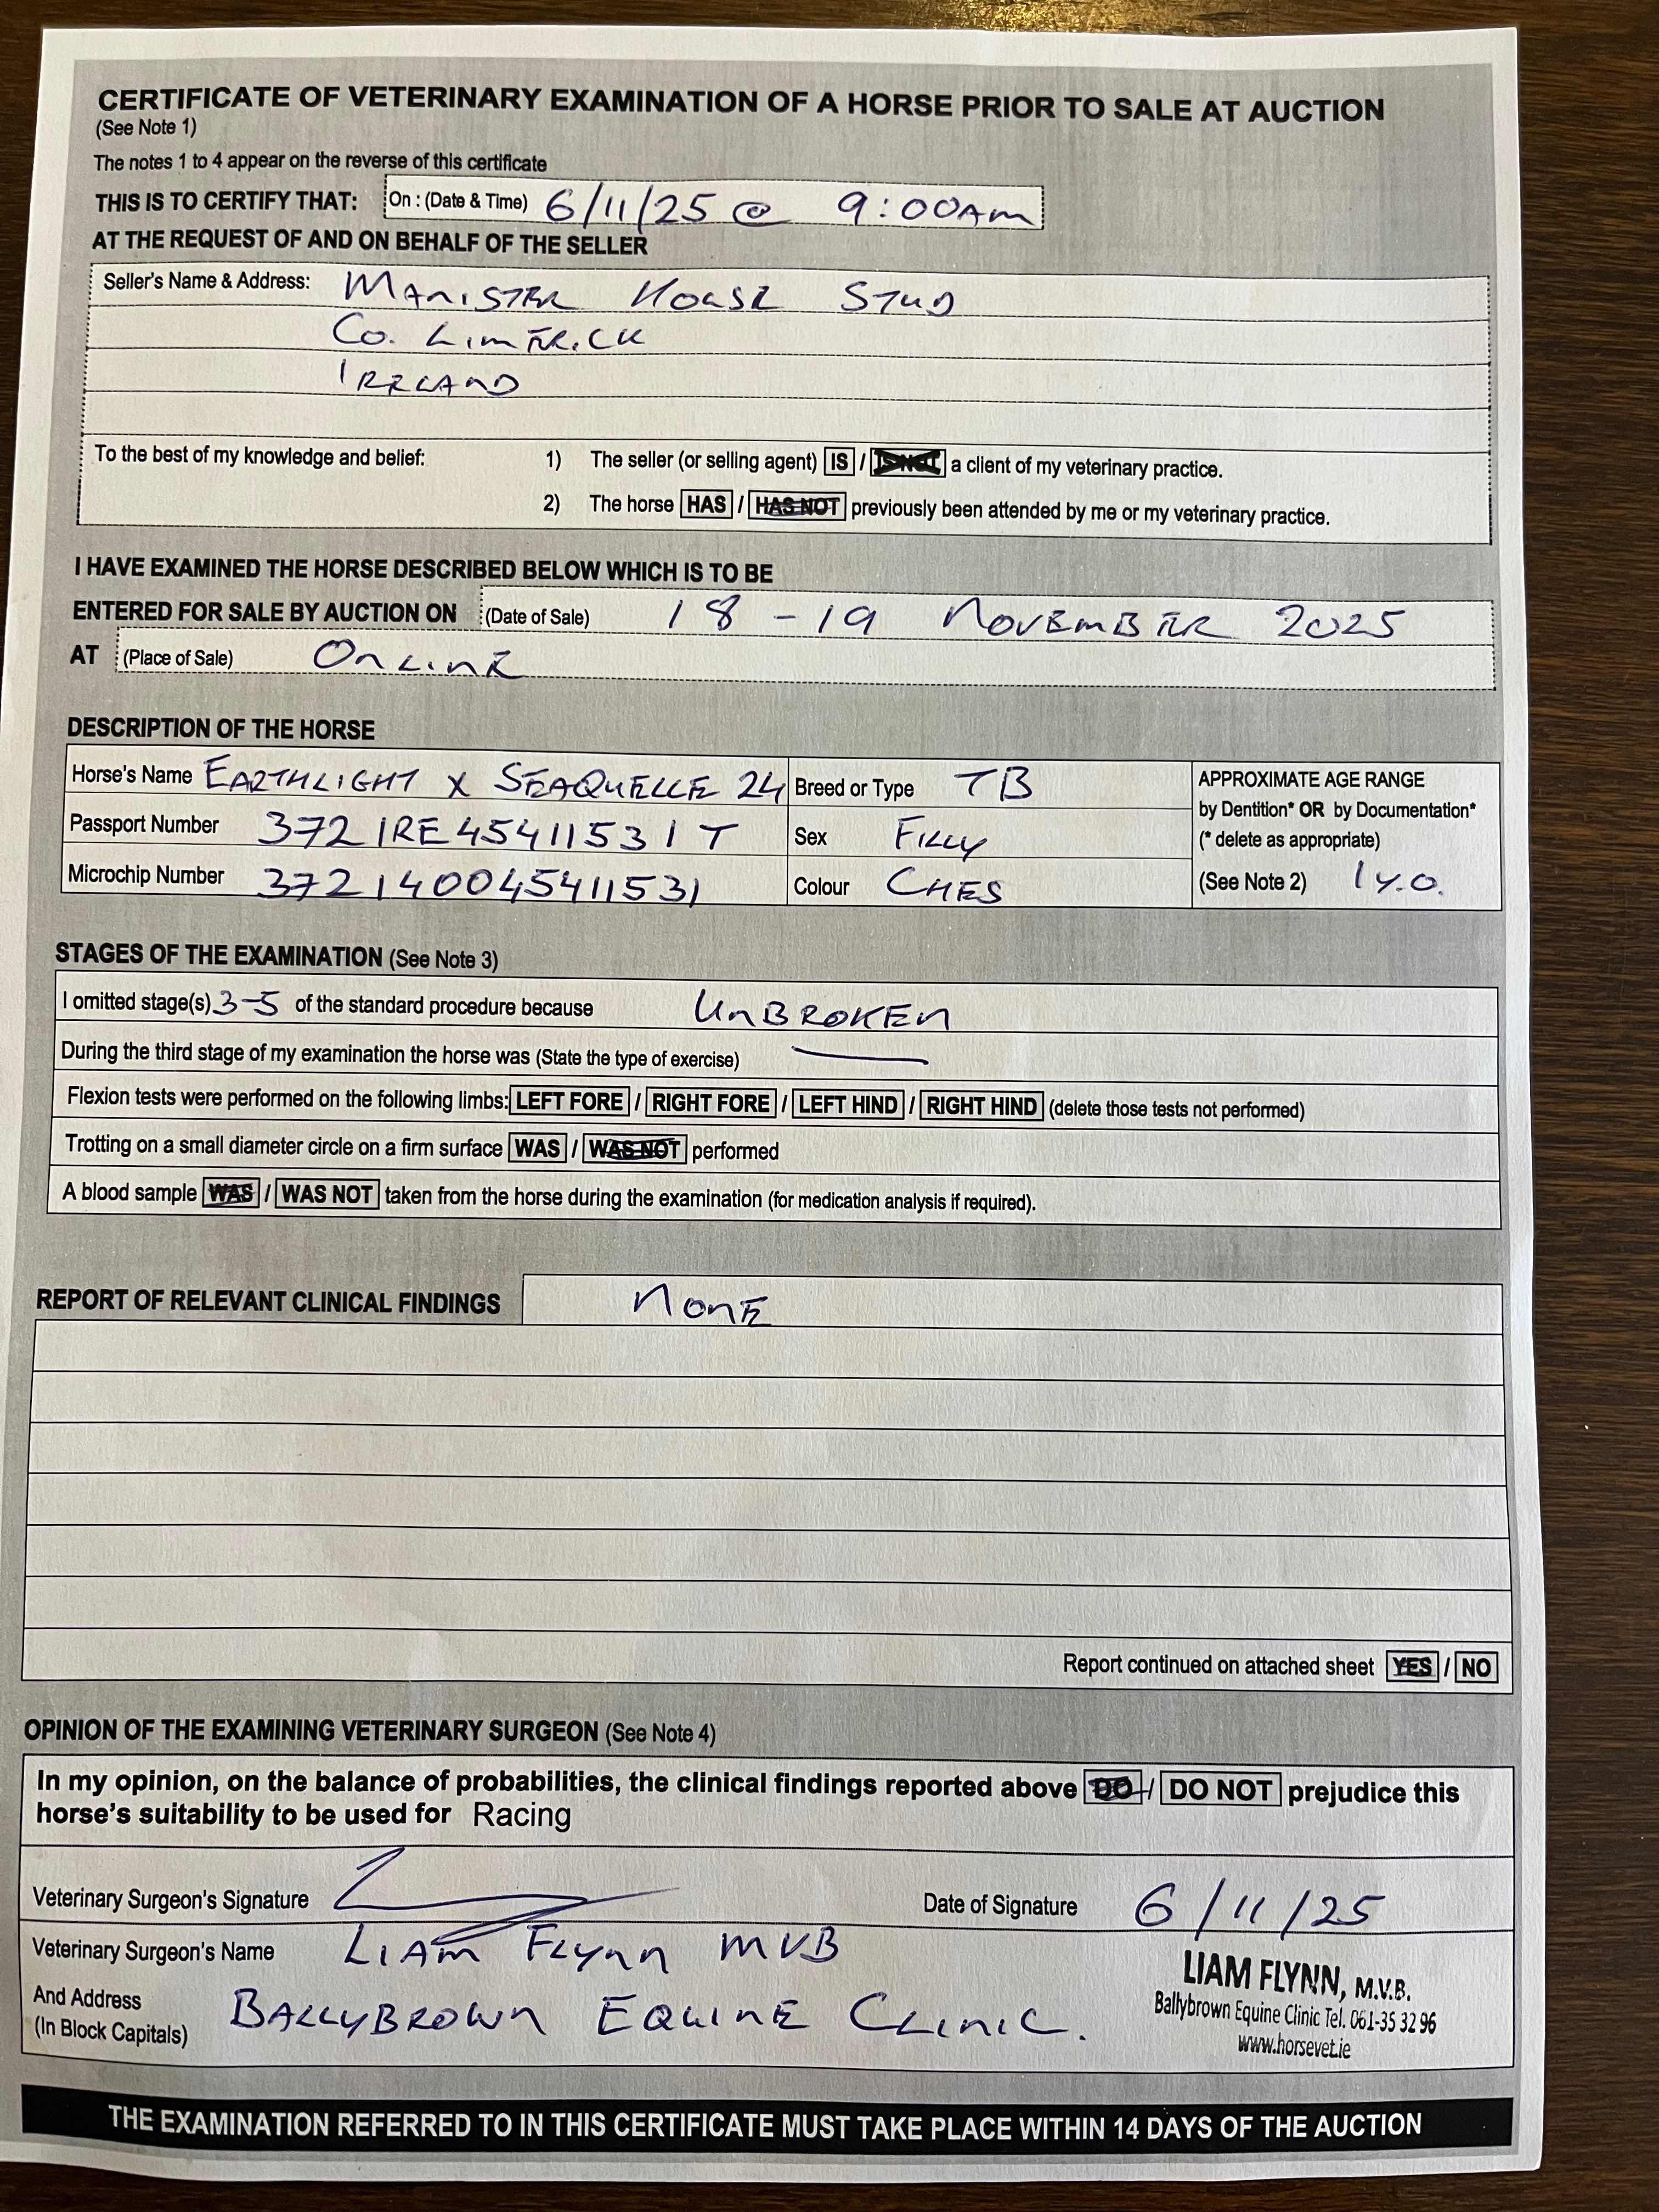 CERTIFICATE OF VETERINARY EXAMINATION OF A HORSE PRIOR TO SALE AT AUCTION
(See Note 1)
The notes 1 to 4 appear on the reverse of this certificate
THIS IS TO CERTIFY THAT: On : (Date & Time) 6/11/25 @ 9:00AM
AT THE REQUEST OF AND ON BEHALF OF THE SELLER
Seller's Name & Address: MANISTER HOUSE STUD
CO. LIMERICK
IRELAND
To the best of my knowledge and belief: 1) The seller (or selling agent) IS / IS NOT a client of my veterinary practice.
2) The horse HAS / HAS NOT previously been attended by me or my veterinary practice.
I HAVE EXAMINED THE HORSE DESCRIBED BELOW WHICH IS TO BE
ENTERED FOR SALE BY AUCTION ON (Date of Sale) 18 - 19 NOVEMBER 2025
AT (Place of Sale) ONLINE
DESCRIPTION OF THE HORSE
Horse's Name EARTHLIGHT X SEAQUELLE 24 Breed or Type TB APPROXIMATE AGE RANGE
by Dentition* OR by Documentation*
Passport Number 372 IRE 45411531 T Sex FILLY (* delete as appropriate)
Microchip Number 372140045411531 Colour CHES (See Note 2) 1 y.o.
STAGES OF THE EXAMINATION (See Note 3)
I omitted stage(s) 3-5 of the standard procedure because UNBROKEN
During the third stage of my examination the horse was (State the type of exercise) —
Flexion tests were performed on the following limbs: LEFT FORE / RIGHT FORE / LEFT HIND / RIGHT HIND (delete those tests not performed)
Trotting on a small diameter circle on a firm surface WAS / WAS NOT performed
A blood sample WAS / WAS NOT taken from the horse during the examination (for medication analysis if required).
REPORT OF RELEVANT CLINICAL FINDINGS NONE
Report continued on attached sheet YES / NO
OPINION OF THE EXAMINING VETERINARY SURGEON (See Note 4)
In my opinion, on the balance of probabilities, the clinical findings reported above DO / DO NOT prejudice this
horse's suitability to be used for Racing
Veterinary Surgeon's Signature Date of Signature 6/11/25
Veterinary Surgeon's Name LIAM FLYNN MVB
And Address
(In Block Capitals) BALLYBROWN EQUINE CLINIC.
LIAM FLYNN, M.V.B.
Ballybrown Equine Clinic Tel. 061-35 32 96
www.horsevet.ie
THE EXAMINATION REFERRED TO IN THIS CERTIFICATE MUST TAKE PLACE WITHIN 14 DAYS OF THE AUCTION